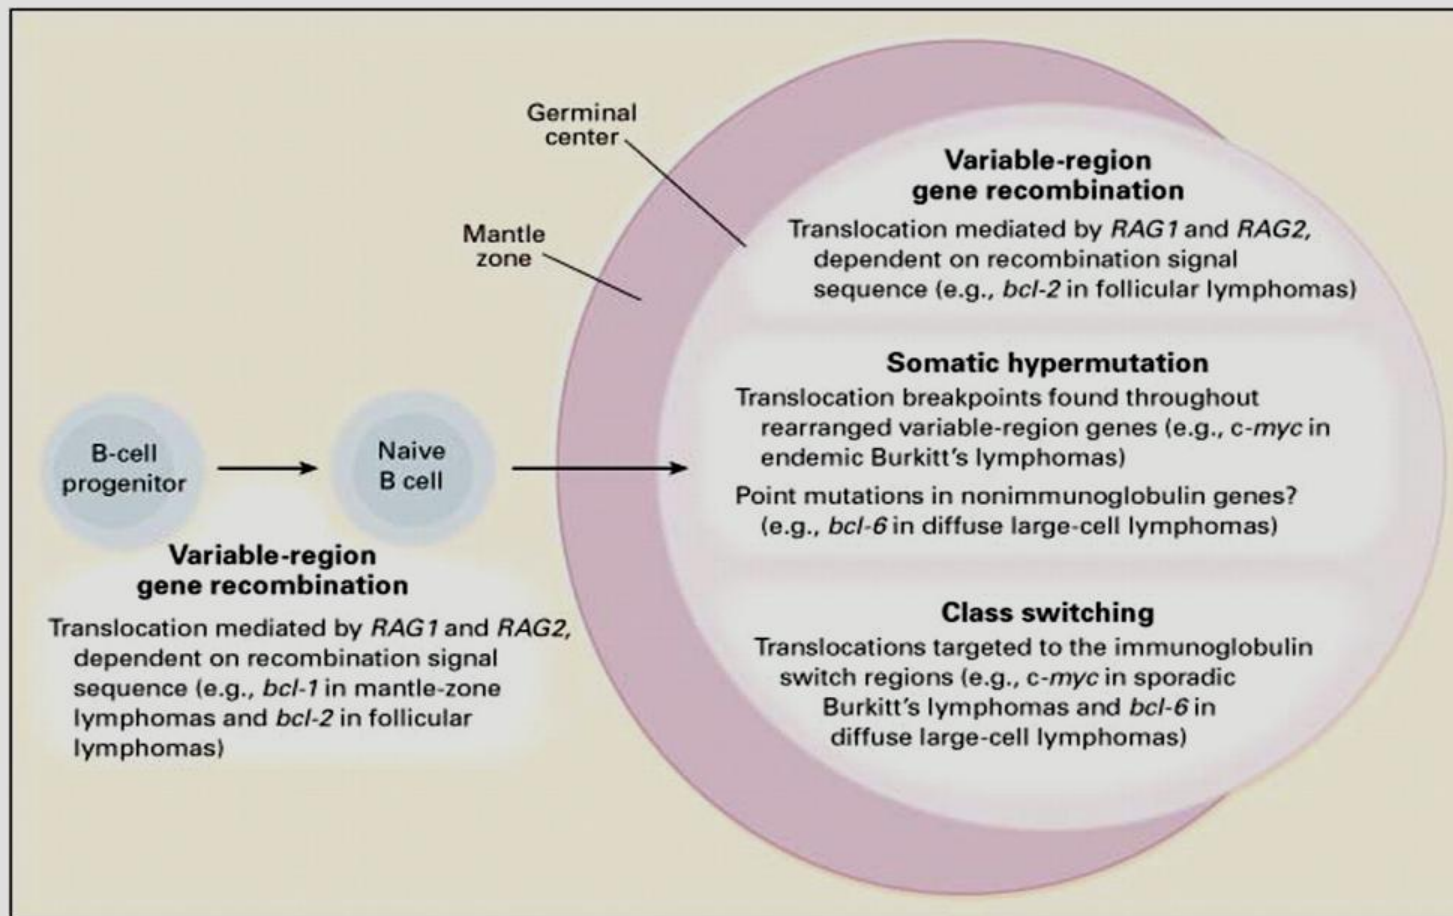 Germinal
center
Mantle
zone
B-cell
progenitor
Naive
B cell
Variable-region
gene recombination
Translocation mediated by RAG1 and RAG2,
dependent on recombination signal
sequence (e.g., bcl-1 in mantle-zone
lymphomas and bcl-2 in follicular
lymphomas)
Variable-region
gene recombination
Translocation mediated by RAG1 and RAG2,
dependent on recombination signal
sequence (e.g., bcl-2 in follicular lymphomas)
Somatic hypermutation
Translocation breakpoints found throughout
rearranged variable-region genes (e.g., c-myc in
endemic Burkitt's lymphomas)
Point mutations in nonimmunoglobulin genes?
(e.g., bcl-6 in diffuse large-cell lymphomas)
Class switching
Translocations targeted to the immunoglobulin
switch regions (e.g., c-myc in sporadic
Burkitt's lymphomas and bcl-6 in
diffuse large-cell lymphomas)